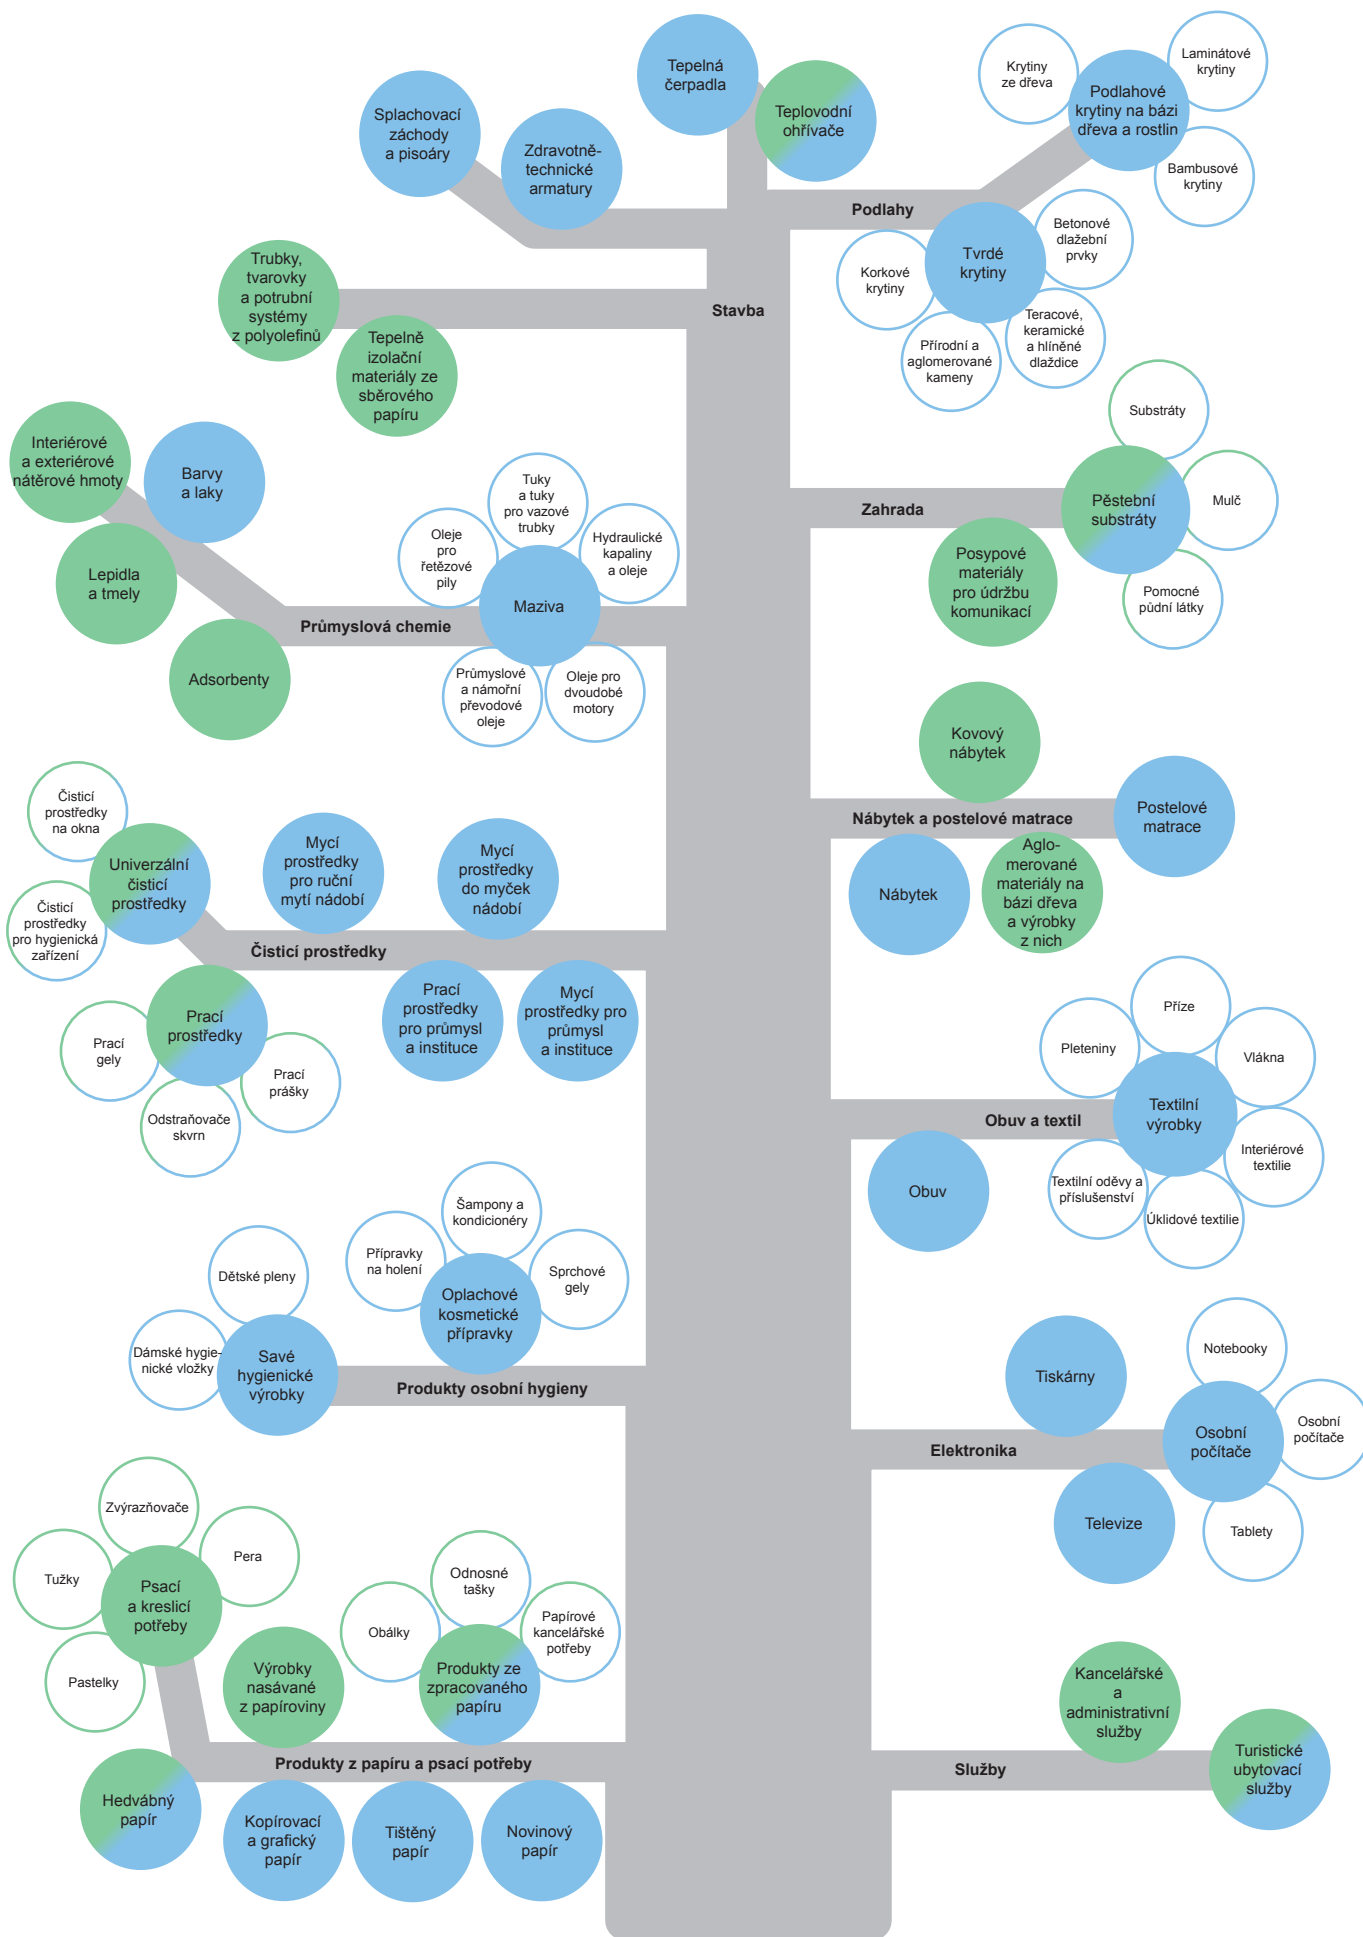 Tepelná
čerpadla
Teplovodní
ohřívače
Splachovací
záchody
a pisoáry
Zdravotně-
technické
armatury
Krytiny
ze dřeva
Podlahové
krytiny na bázi
dřeva a rostlin
Laminátové
krytiny
Bambusové
krytiny
Podlahy
Tvrdé
krytiny
Betonové
dlažební
prvky
Korkové
krytiny
Přírodní a
aglomerované
kameny
Teracové,
keramické
a hlíněné
dlaždice
Trubky,
tvarovky
a potrubní
systémy
z polyolefinů
Stavba
Tepelně
izolační
materiály ze
sběrového
papíru
Interiérové
a exteriérové
nátěrové hmoty
Barvy
a laky
Lepidla
a tmely
Adsorbenty
Průmyslová chemie
Oleje
pro
řetězové
pily
Tuky
a tuky
pro vazové
trubky
Hydraulické
kapaliny
a oleje
Maziva
Průmyslové
a námořní
převodové
oleje
Oleje pro
dvoudobé
motory
Substráty
Zahrada
Pěstební
substráty
Mulč
Pomocné
půdní látky
Posypové
materiály
pro údržbu
komunikací
Kovový
nábytek
Nábytek a postelové matrace
Postelové
matrace
Nábytek
Aglo-
merované
materiály na
bázi dřeva
a výrobky
z nich
Čisticí
prostředky
na okna
Univerzální
čisticí
prostředky
Čisticí
prostředky
pro hygienická
zařízení
Mycí
prostředky
pro ruční
mytí nádobí
Mycí
prostředky
do myček
nádobí
Čisticí prostředky
Prací
prostředky
Prací
gely
Prací
prášky
Odstraňovače
skvrn
Prací
prostředky
pro průmysl
a instituce
Mycí
prostředky pro
průmysl
a instituce
Příze
Pleteniny
Vlákna
Obuv a textil
Textilní
výrobky
Interiérové
textilie
Textilní oděvy a
příslušenství
Úklidové textilie
Obuv
Dětské pleny
Dámské hygie-
nické vložky
Savé
hygienické
výrobky
Přípravky
na holení
Šampony a
kondicionéry
Sprchové
gely
Oplachové
kosmetické
přípravky
Produkty osobní hygieny
Tiskárny
Notebooky
Elektronika
Osobní
počítače
Osobní
počítače
Tablety
Televize
Zvýrazňovače
Tužky
Pera
Psací
a kreslicí
potřeby
Pastelky
Výrobky
nasávané
z papíroviny
Obálky
Odnosné
tašky
Papírové
kancelářské
potřeby
Produkty ze
zpracovaného
papíru
Produkty z papíru a psací potřeby
Hedvábný
papír
Kopírovací
a grafický
papír
Tištěný
papír
Novinový
papír
Kancelářské
a
administrativní
služby
Služby
Turistické
ubytovací
služby